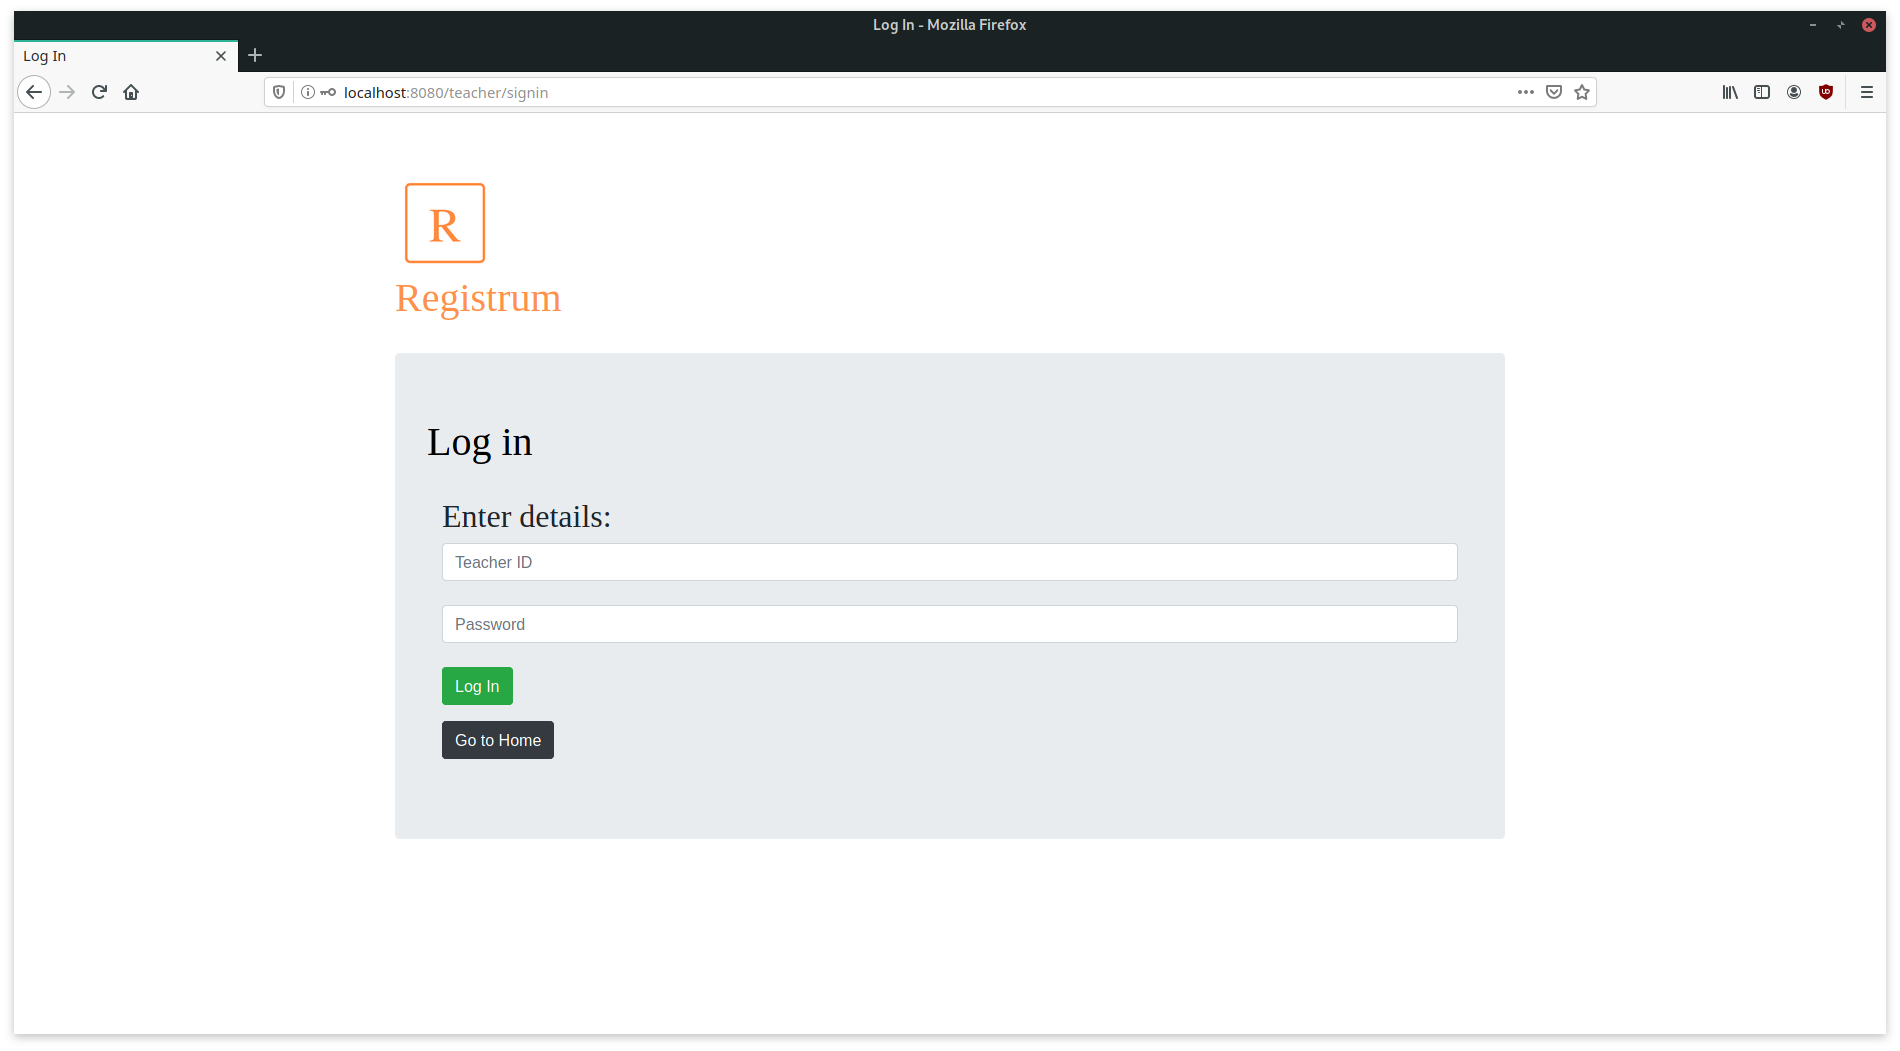 Log In - Mozilla Firefox
Log In
localhost:8080/teacher/signin
R
Registrum
Log in
Enter details:
Teacher ID
Password
Log In
Go to Home